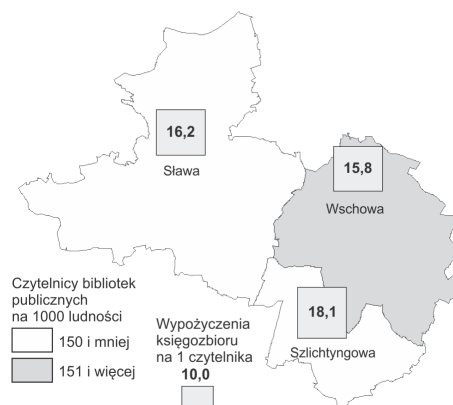 16,2
Sława
15,8
Wschowa
18,1
Szlichtyngowa
Czytelnicy bibliotek
publicznych
na 1000 ludności
150 i mniej
151 i więcej
Wypożyczenia
księgozbioru
na 1 czytelnika
10,0